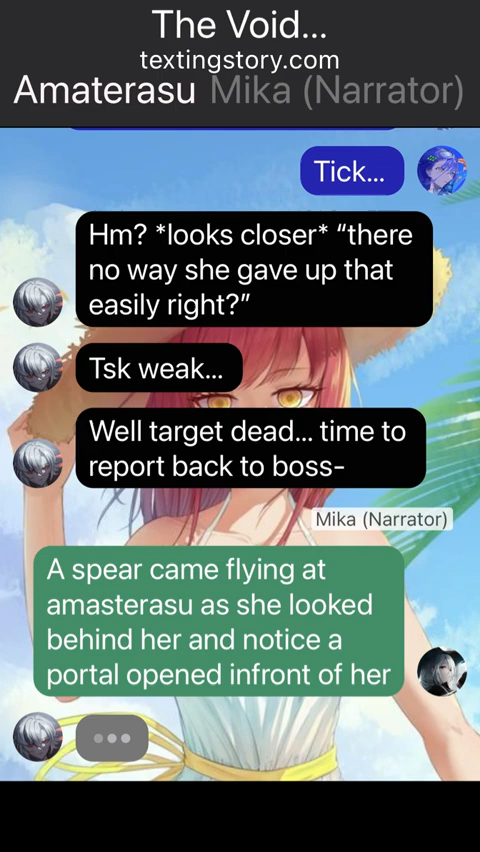 The Void...
textingstory.com
Amaterasu Mika (Narrator)
Tick...
Hm? *looks closer* “there
no way she gave up that
easily right?”
Tsk weak...
Well target dead... time to
report back to boss-
Mika (Narrator)
A spear came flying at
amasterasu as she looked
behind her and notice a
portal opened infront of her